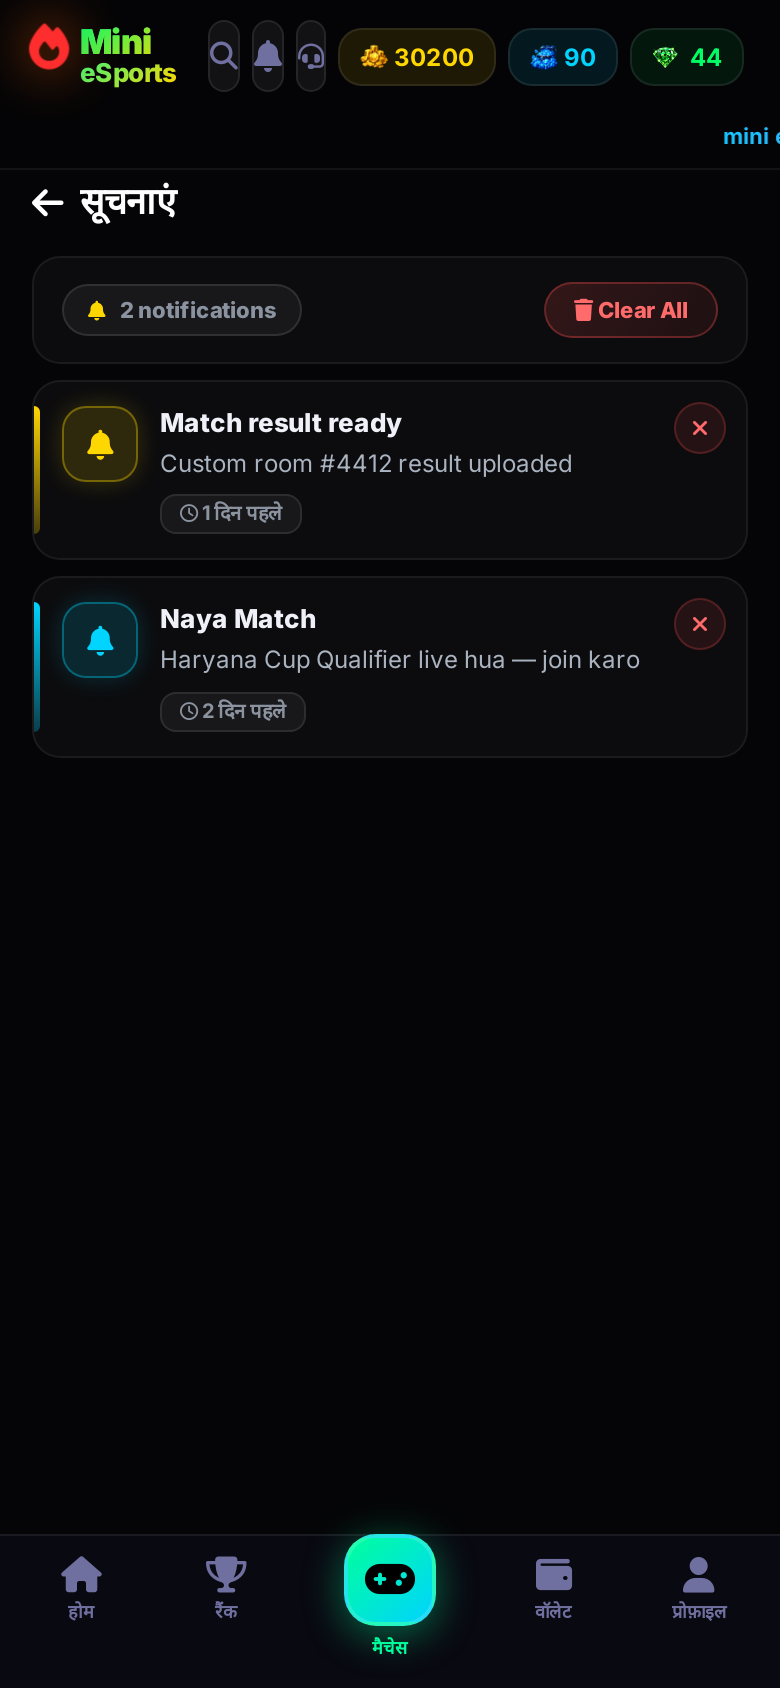 Mini
eSports
30200
90
44
mini
सूचनाएं
2 notifications
Clear All
Match result ready
Custom room #4412 result uploaded
1 दिन पहले
Naya Match
Haryana Cup Qualifier live hua — join karo
2 दिन पहले
होम
रैंक
मैचेस
वॉलेट
प्रोफ़ाइल